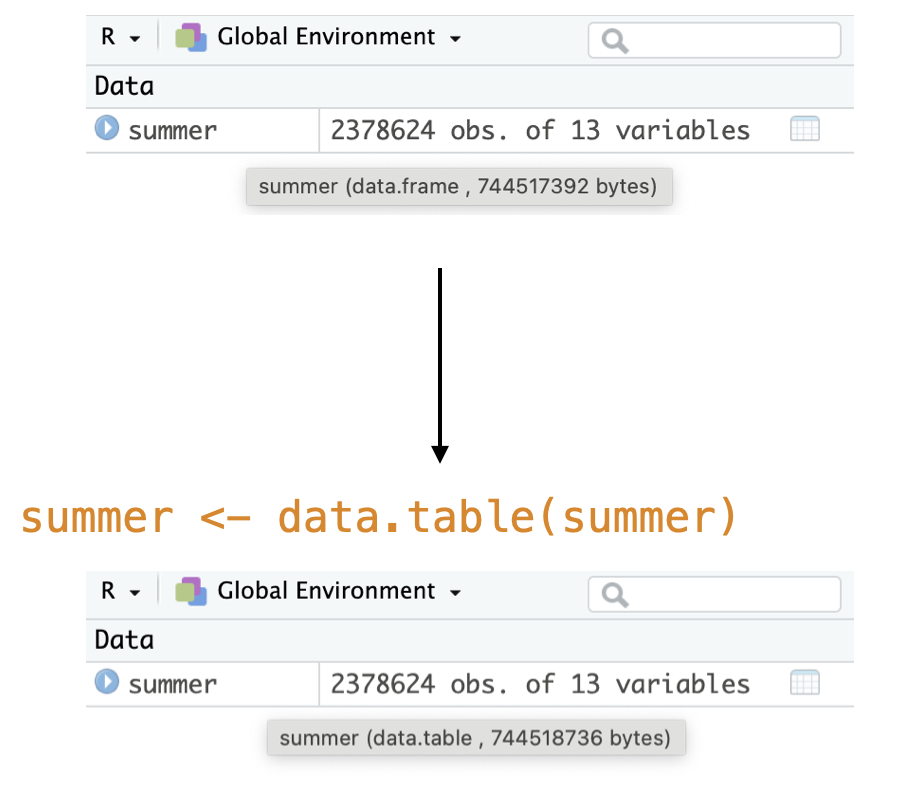 R Global Environment
Data
summer 2378624 obs. of 13 variables
summer (data.frame , 744517392 bytes)
summer <- data.table(summer)
R Global Environment
Data
summer 2378624 obs. of 13 variables
summer (data.table , 744518736 bytes)